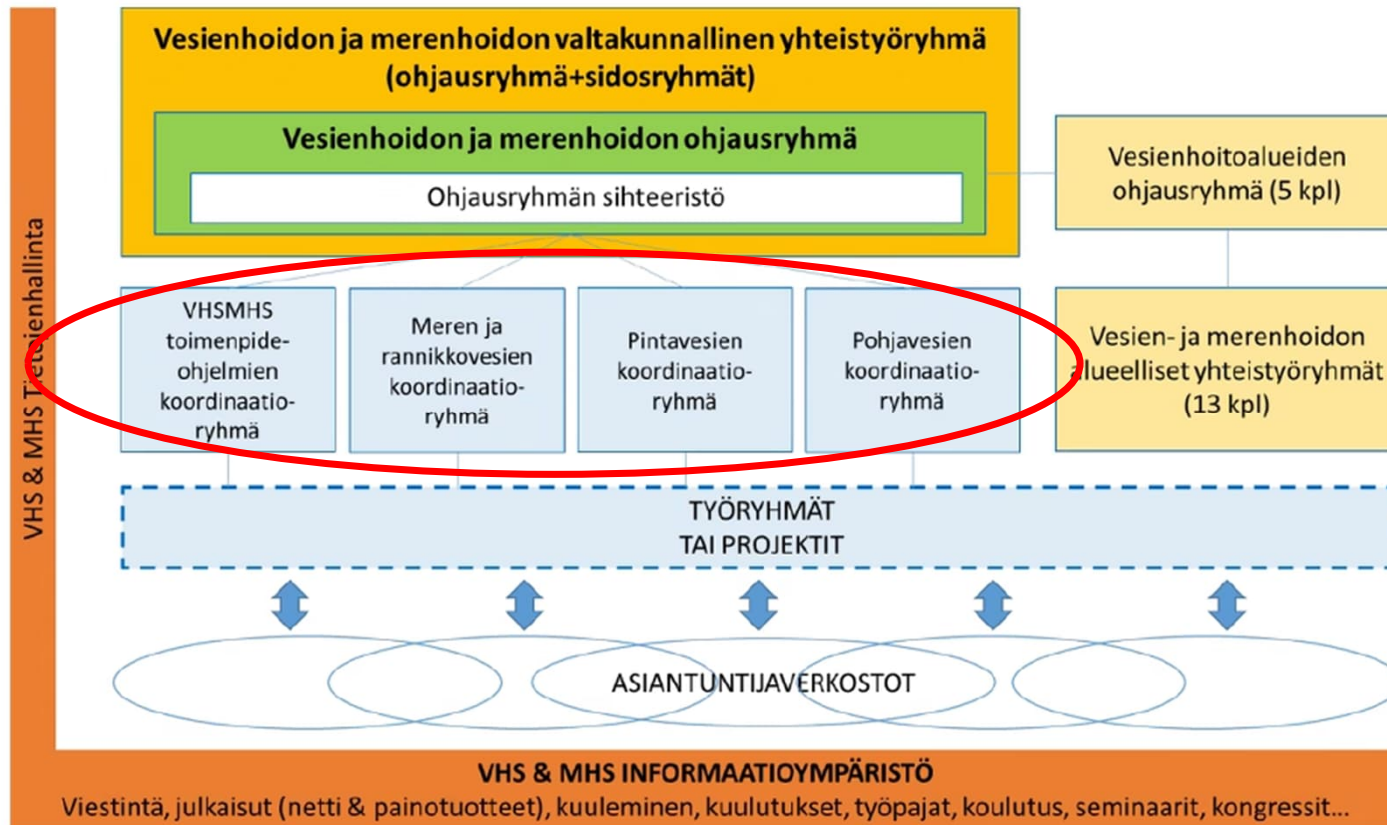 Vesienhoidon ja merenhoidon valtakunnallinen yhteistyöryhmä
(ohjausryhmä+sidosryhmät)
Vesienhoidon ja merenhoidon ohjausryhmä
Ohjausryhmän sihteeristö
Vesienhoitoalueiden
ohjausryhmä (5 kpl)
VHS & MHS Tietojenhallinta
VHSMHS
toimenpide-
ohjelmien
koordinaatio-
ryhmä
Meren ja
rannikkovesien
koordinaatio-
ryhmä
Pintavesien
koordinaatio-
ryhmä
Pohjavesien
koordinaatio-
ryhmä
Vesien- ja merenhoidon
alueelliset yhteistyöryhmät
(13 kpl)
TYÖRYHMÄT
TAI PROJEKTIT
ASIANTUNTIJAVERKOSTOT
VHS & MHS INFORMAATIOYMPÄRISTÖ
Viestintä, julkaisut (netti & painotuotteet), kuuleminen, kuulutukset, työpajat, koulutus, seminaarit, kongressit...